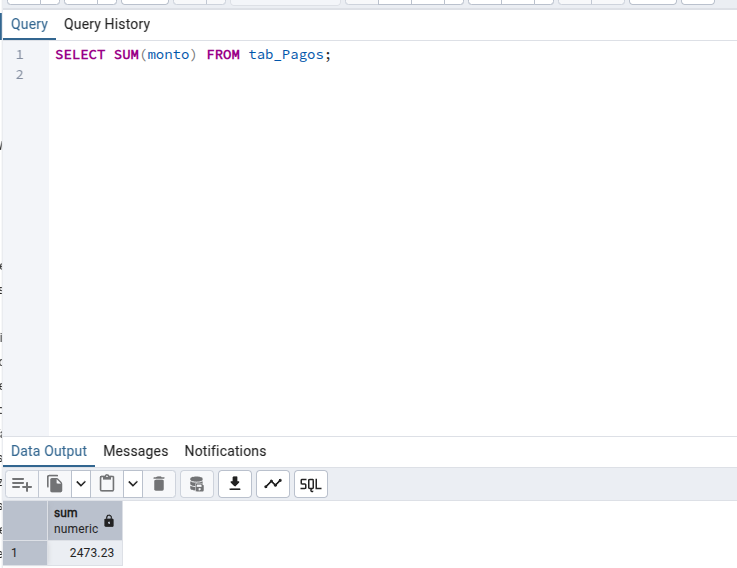 Query Query History
1 SELECT SUM(monto) FROM tab_Pagos;
2
Data Output Messages Notifications
SQL
sum
numeric
1 2473.23